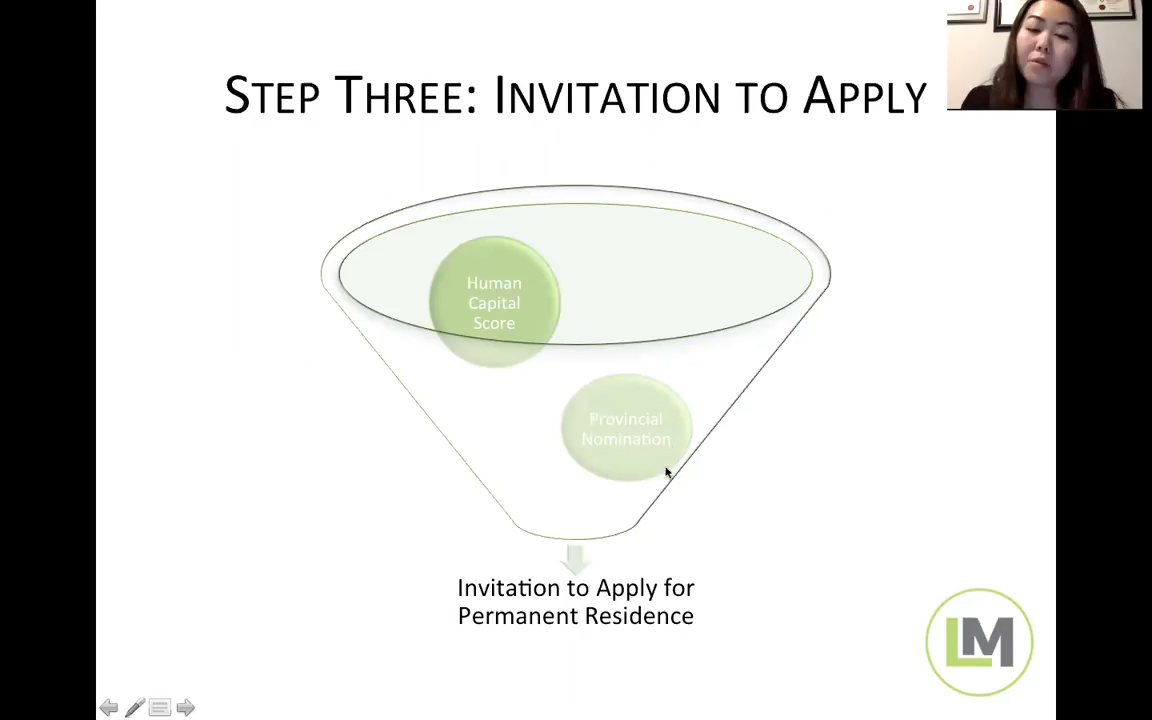 STEP THREE: INVITATION TO APPLY
Human
Capital
Score
Provincial
Nomination
Invitation to Apply for
Permanent Residence
LM